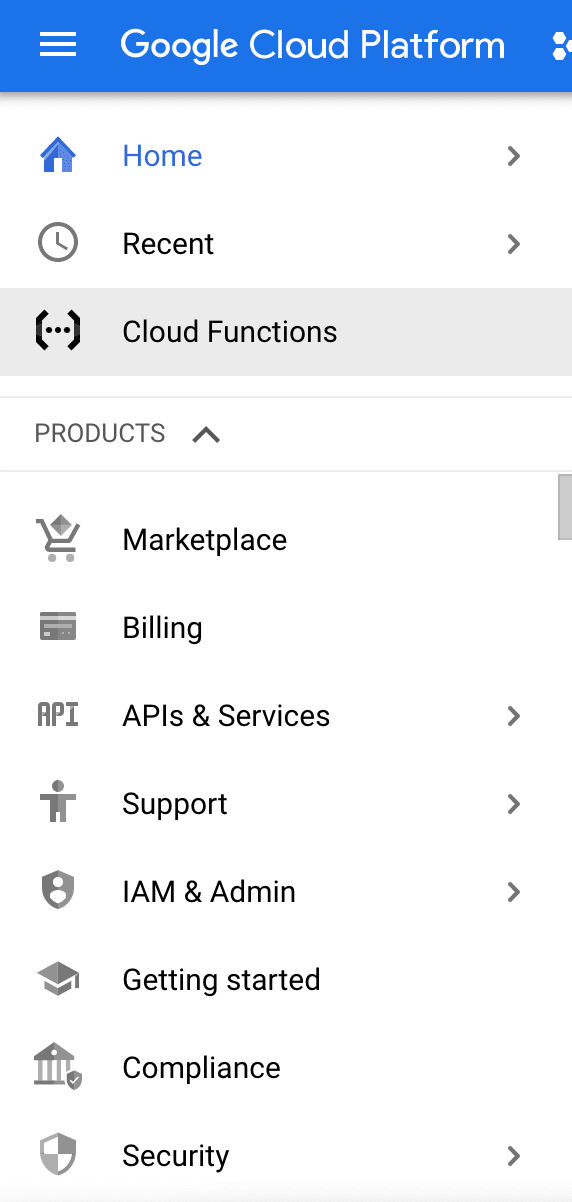 Google Cloud Platform
Home
Recent
Cloud Functions
PRODUCTS
Marketplace
Billing
API APIs & Services
Support
IAM & Admin
Getting started
Compliance
Security